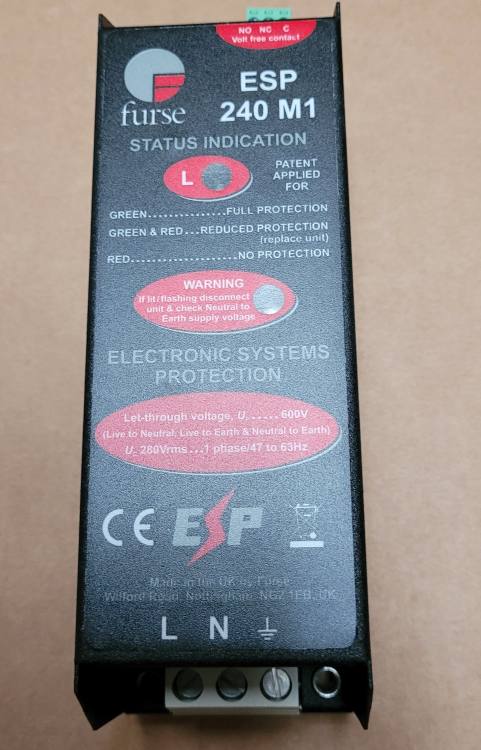 NO NC C
Volt free contact
furse
ESP
240 M1
STATUS INDICATION
L
PATENT
APPLIED
FOR
GREEN...............FULL PROTECTION
GREEN & RED...REDUCED PROTECTION
(replace unit)
RED....................NO PROTECTION
WARNING
If lit/flashing disconnect
unit & check Neutral to
Earth supply voltage
ELECTRONIC SYSTEMS
PROTECTION
Let-through voltage, U.....600V
(Live to Neutral, Live to Earth & Neutral to Earth)
U. 280Vrms...1 phase/47 to 63Hz
CE ESP
Made in the UK by Furse
Wilford Road, Nottingham, NG2 1EB, UK
L N